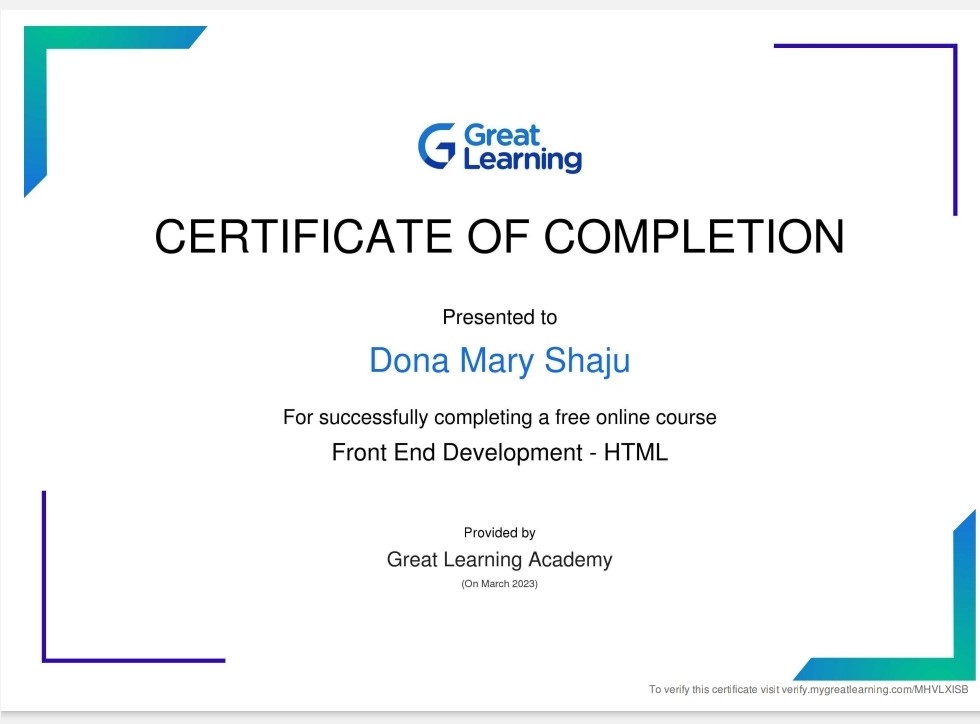 Great
Learning
CERTIFICATE OF COMPLETION
Presented to
Dona Mary Shaju
For successfully completing a free online course
Front End Development - HTML
Provided by
Great Learning Academy
(On March 2023)
To verify this certificate visit verify.mygreatlearning.com/MHVLXISB